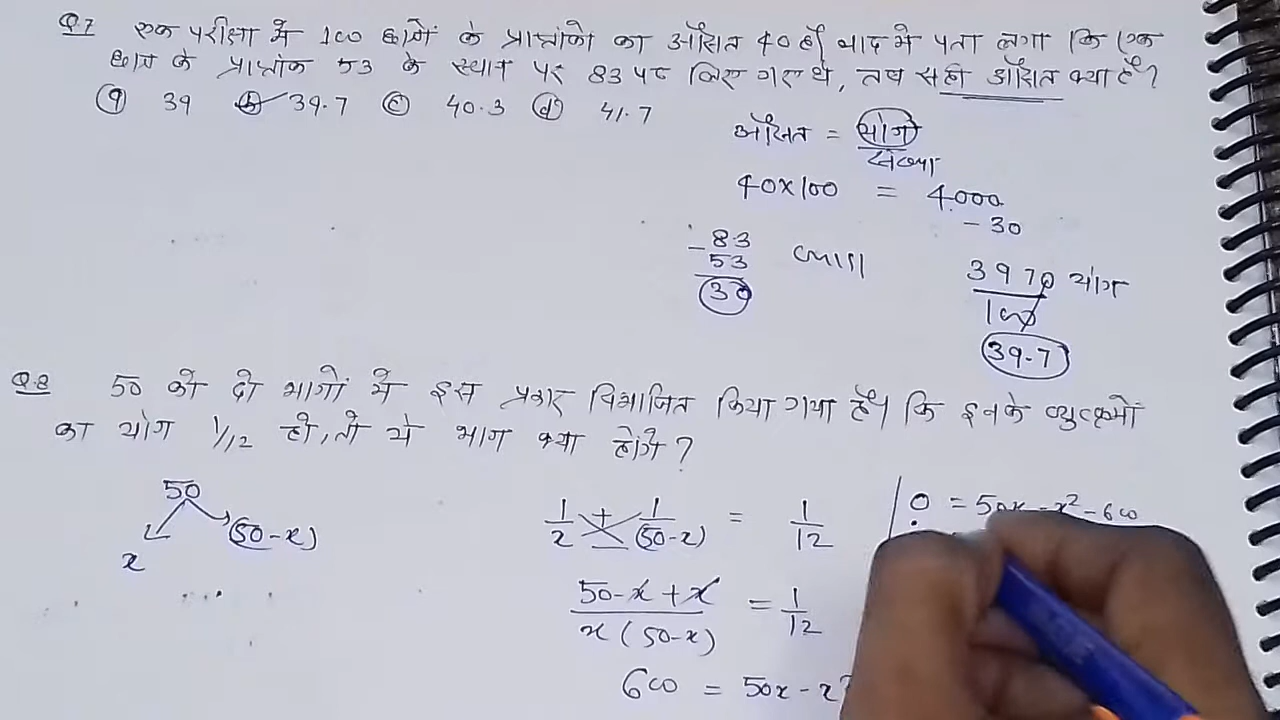 Q.7 एक परीक्षा में 100 छात्रों के प्राप्तांको का औसत 40 है बाद में पता लगा कि एक
छात्र के प्राप्तांक 53 के स्थान पर 83 पढ़ लिए गए थे, तब सही औसत क्या है?
a 39 b 39.7 c 40.3 d 41.7
औसत = योग / संख्या
40x100 = 4000
- 30
- 83
53
30
3970 योग
100
39.7
Q.8 50 को दो भागों में इस प्रकार विभाजित किया गया है। कि इनके व्युत्क्रमों
का योग 1/12 हो, तो ये भाग क्या होंगे ?
50
x (50-x)
1/x + 1/(50-x) = 1/12
50-x+x / x(50-x) = 1/12
600 = 50x-x²
0 = 50x-x²-600